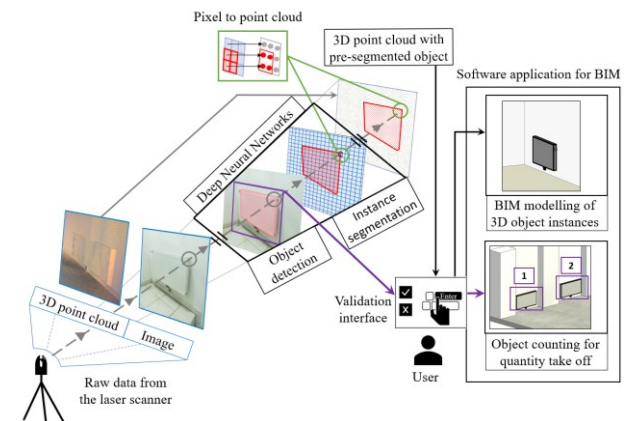 Pixel to point cloud
3D point cloud with
pre-segmented object
Software application for BIM
Deep Neural Networks
Instance
segmentation
Object
detection
BIM modelling of
3D object instances
3D point cloud
Image
Validation
interface
Enter
X
1
2
User
Object counting for
quantity take off
Raw data from
the laser scanner